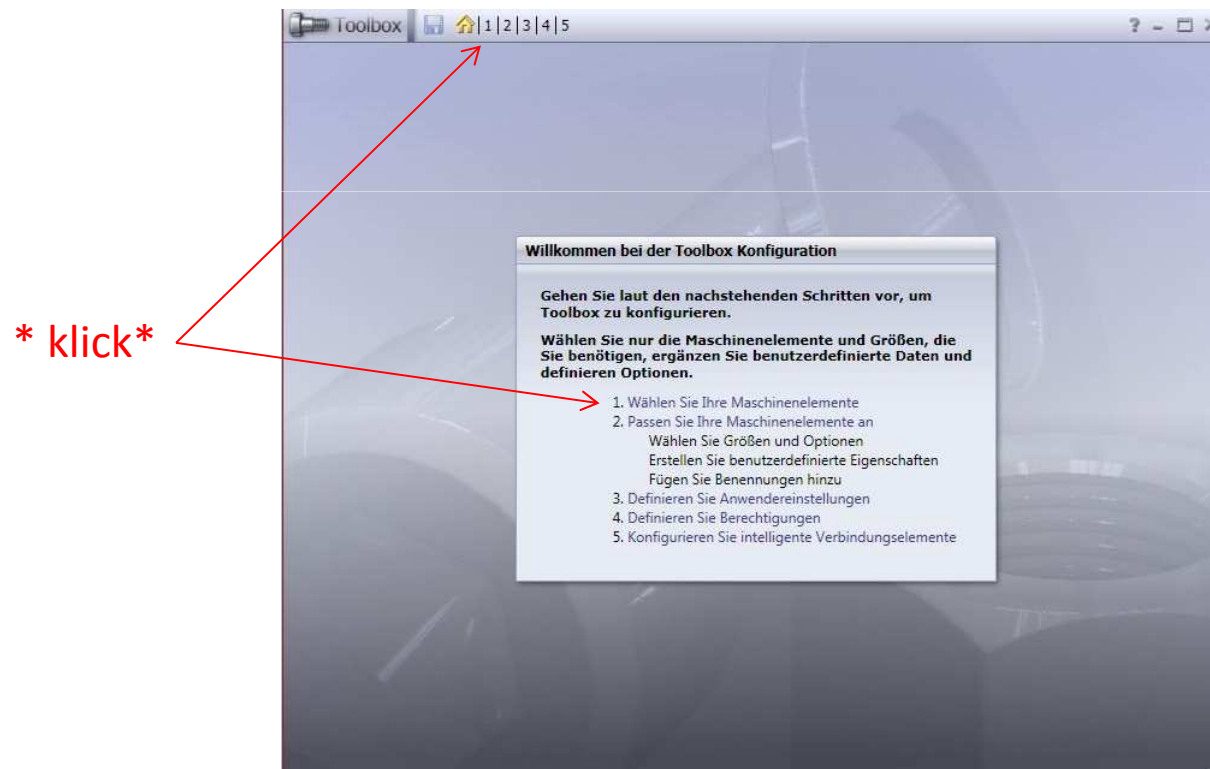 Toolbox |1|2|3|4|5 ?
Willkommen bei der Toolbox Konfiguration
Gehen Sie laut den nachstehenden Schritten vor, um
Toolbox zu konfigurieren.
Wählen Sie nur die Maschinenelemente und Größen, die
Sie benötigen, ergänzen Sie benutzerdefinierte Daten und
definieren Optionen.
* klick*
1. Wählen Sie Ihre Maschinenelemente
2. Passen Sie Ihre Maschinenelemente an
Wählen Sie Größen und Optionen
Erstellen Sie benutzerdefinierte Eigenschaften
Fügen Sie Benennungen hinzu
3. Definieren Sie Anwendereinstellungen
4. Definieren Sie Berechtigungen
5. Konfigurieren Sie intelligente Verbindungselemente